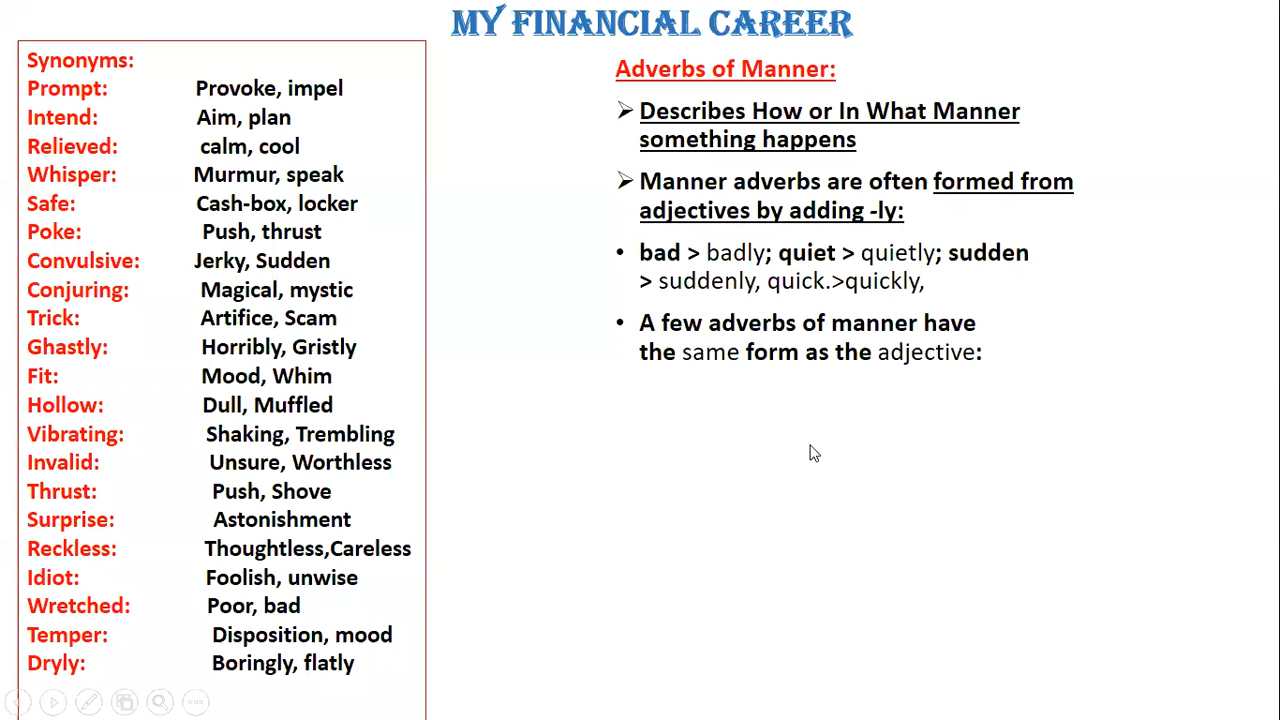 MY FINANCIAL CAREER
Synonyms:
Prompt: Provoke, impel
Intend: Aim, plan
Relieved: calm, cool
Whisper: Murmur, speak
Safe: Cash-box, locker
Poke: Push, thrust
Convulsive: Jerky, Sudden
Conjuring: Magical, mystic
Trick: Artifice, Scam
Ghastly: Horribly, Gristly
Fit: Mood, Whim
Hollow: Dull, Muffled
Vibrating: Shaking, Trembling
Invalid: Unsure, Worthless
Thrust: Push, Shove
Surprise: Astonishment
Reckless: Thoughtless,Careless
Idiot: Foolish, unwise
Wretched: Poor, bad
Temper: Disposition, mood
Dryly: Boringly, flatly
Adverbs of Manner:
➢ Describes How or In What Manner
something happens
➢ Manner adverbs are often formed from
adjectives by adding -ly:
• bad > badly; quiet > quietly; sudden
> suddenly, quick.>quickly,
• A few adverbs of manner have
the same form as the adjective: